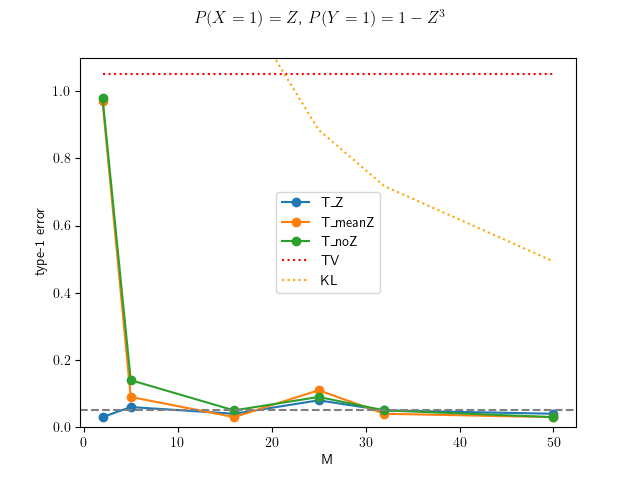 P(X = 1) = Z, P(Y = 1) = 1 − Z³
1.0
0.8
0.6
0.4
0.2
0.0
type-1 error
T_Z
T_meanZ
T_noZ
TV
KL
0 10 20 30 40 50
M